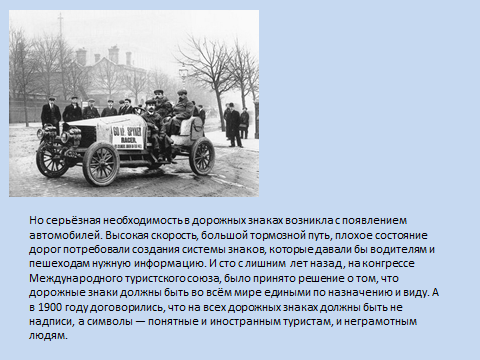 60 H.P. SPYKER
RACER,
Но серьёзная необходимость в дорожных знаках возникла с появлением
автомобилей. Высокая скорость, большой тормозной путь, плохое состояние
дорог потребовали создания системы знаков, которые давали бы водителям и
пешеходам нужную информацию. И сто с лишним лет назад, на конгрессе
Международного туристского союза, было принято решение о том, что
дорожные знаки должны быть во всём мире едиными по назначению и виду. А
в 1900 году договорились, что на всех дорожных знаках должны быть не
надписи, а символы — понятные и иностранным туристам, и неграмотным
людям.